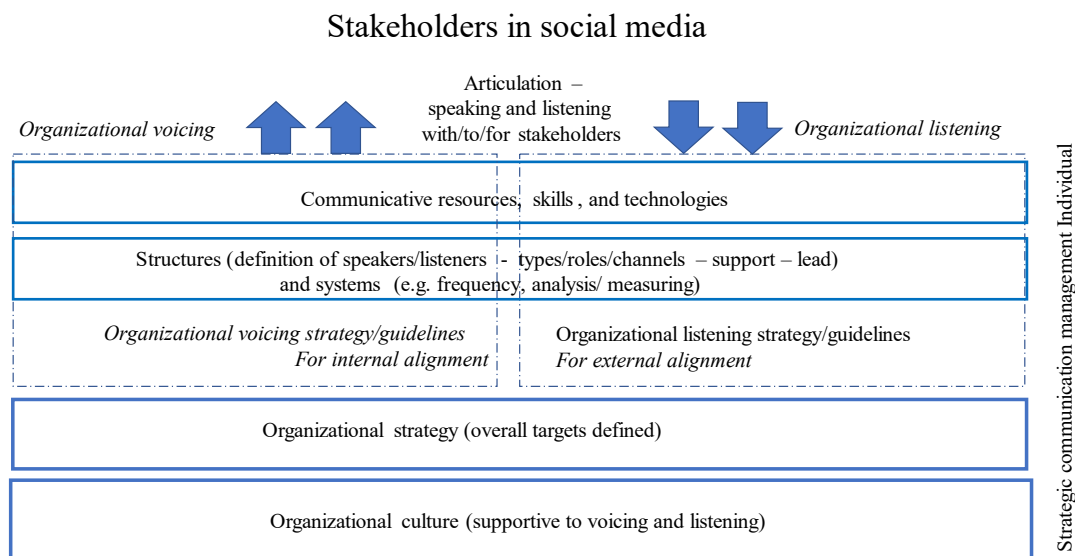 Stakeholders in social media
Articulation –
speaking and listening
with/to/for stakeholders
Organizational voicing
Organizational listening
Communicative resources, skills , and technologies
Structures (definition of speakers/listeners - types/roles/channels – support – lead)
and systems (e.g. frequency, analysis/ measuring)
Organizational voicing strategy/guidelines
For internal alignment
Organizational listening strategy/guidelines
For external alignment
Organizational strategy (overall targets defined)
Organizational culture (supportive to voicing and listening)
Strategic communication management Individual